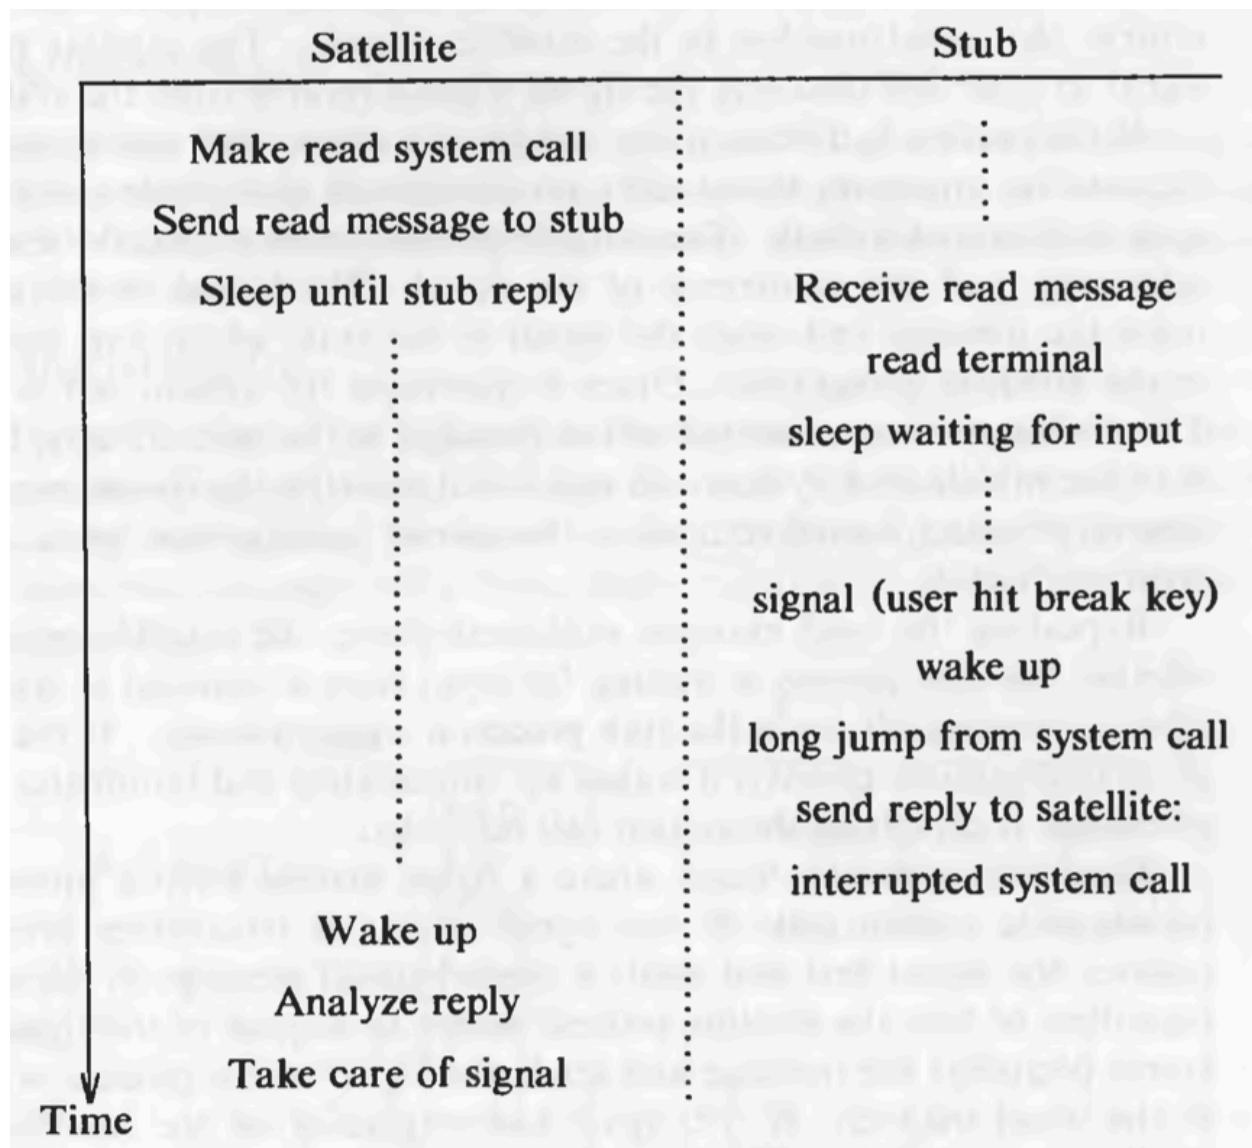 Satellite
Stub
Make read system call
Send read message to stub
Sleep until stub reply
Receive read message
read terminal
sleep waiting for input
signal (user hit break key)
wake up
long jump from system call
send reply to satellite:
interrupted system call
Wake up
Analyze reply
Take care of signal
Time